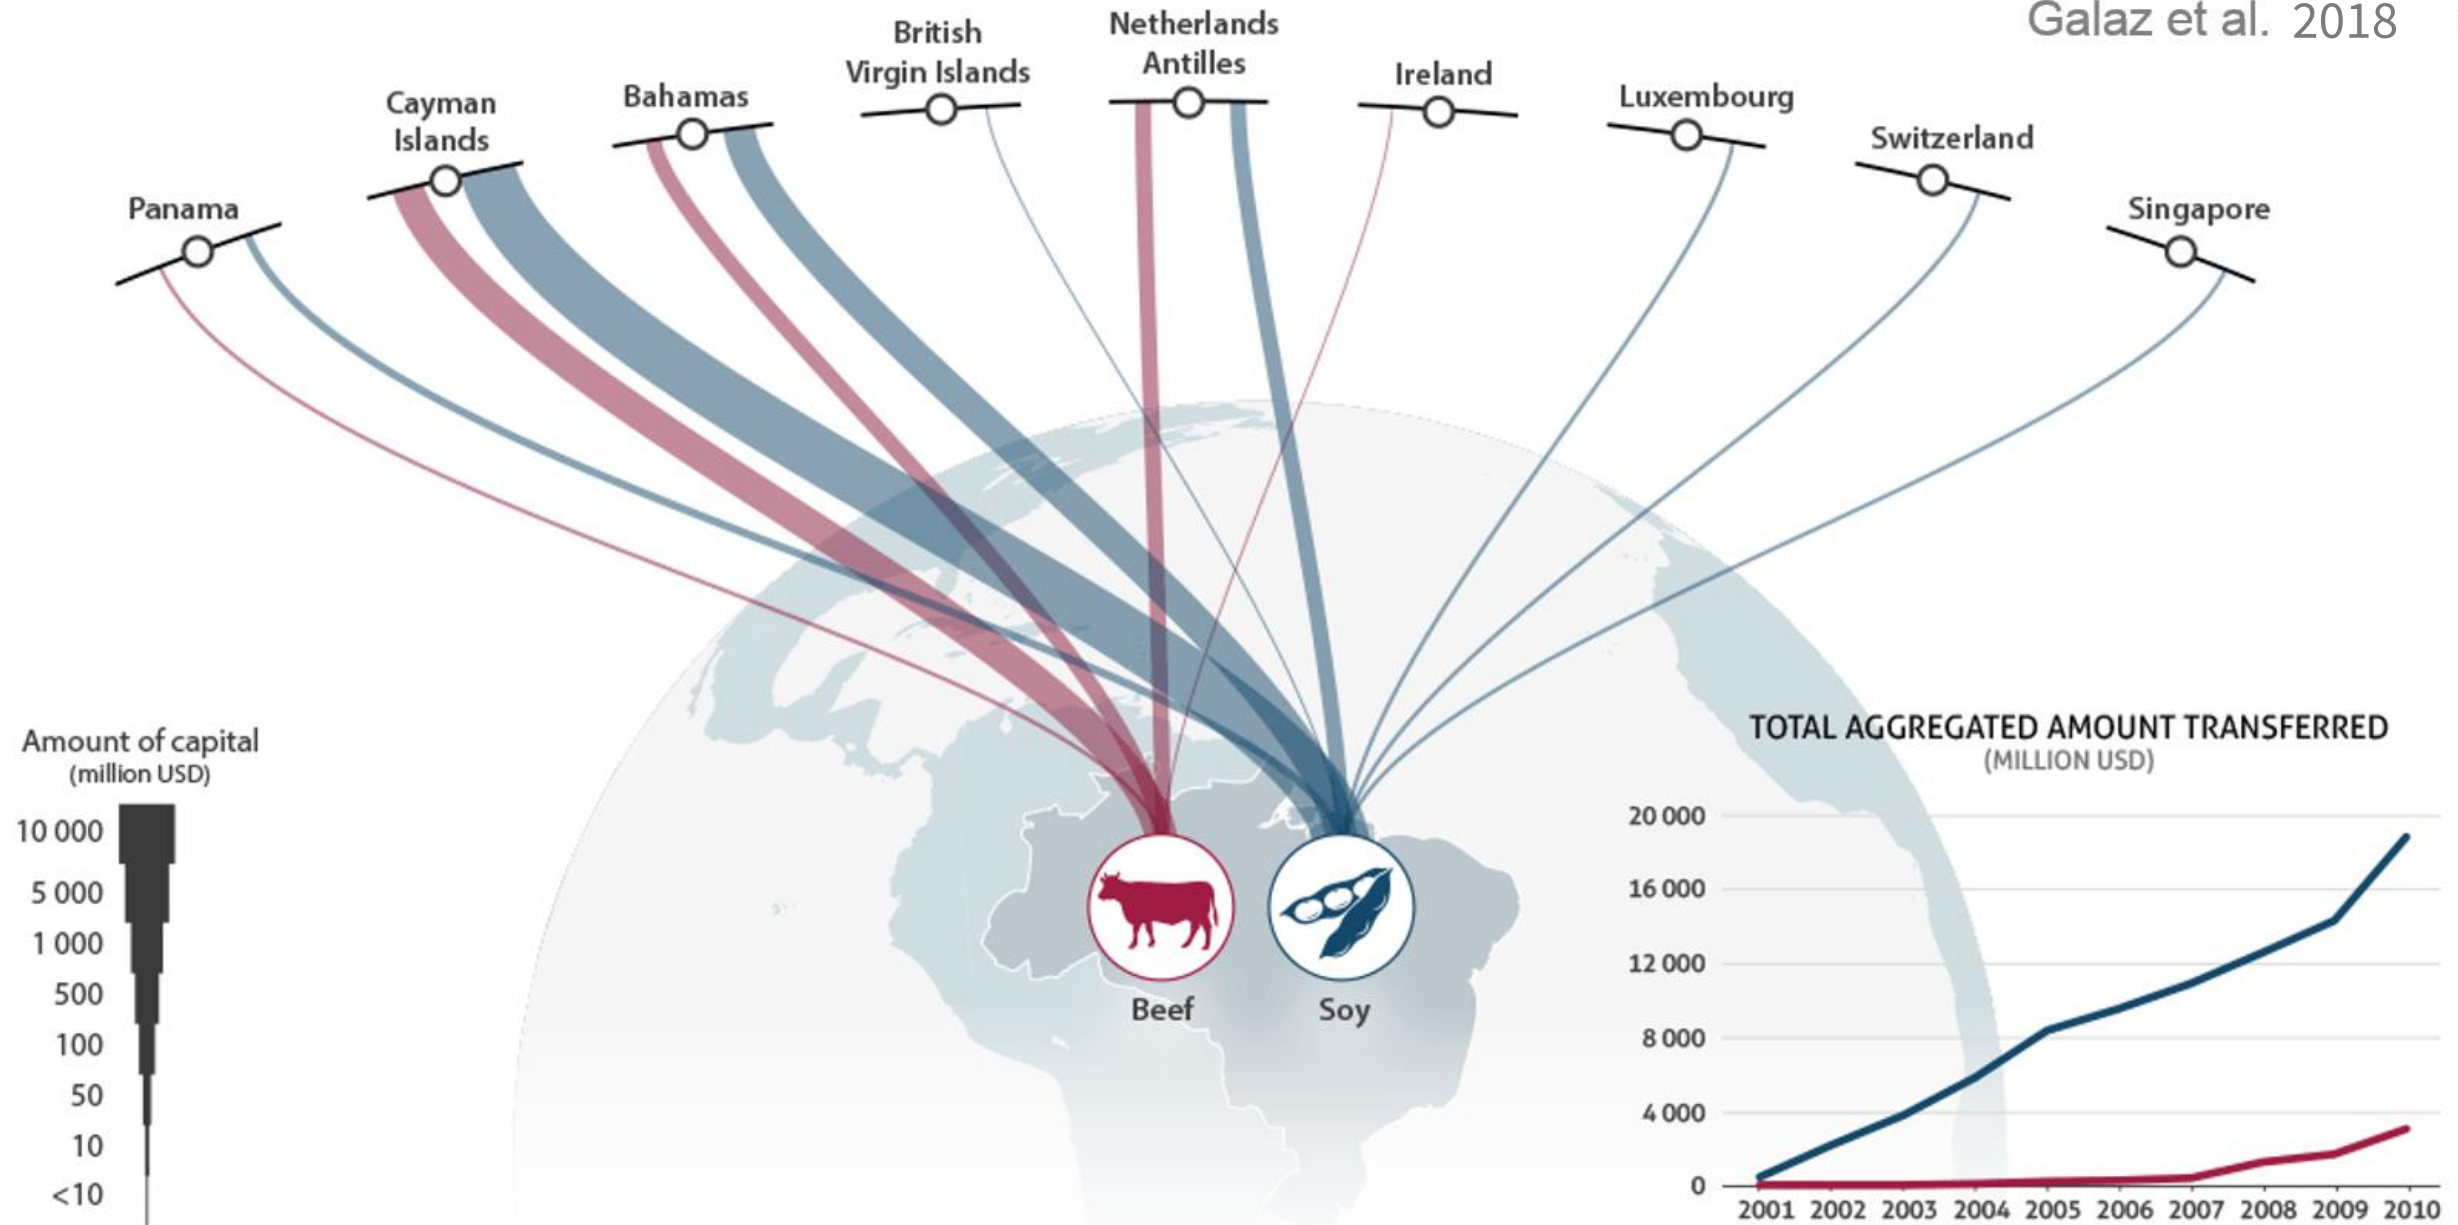 Galaz et al. 2018
Panama
Cayman
Islands
Bahamas
British
Virgin Islands
Netherlands
Antilles
Ireland
Luxembourg
Switzerland
Singapore
Amount of capital
(million USD)
10 000
5 000
1 000
500
100
50
10
<10
Beef
Soy
TOTAL AGGREGATED AMOUNT TRANSFERRED
(MILLION USD)
20 000
16 000
12 000
8 000
4 000
0
2001 2002 2003 2004 2005 2006 2007 2008 2009 2010